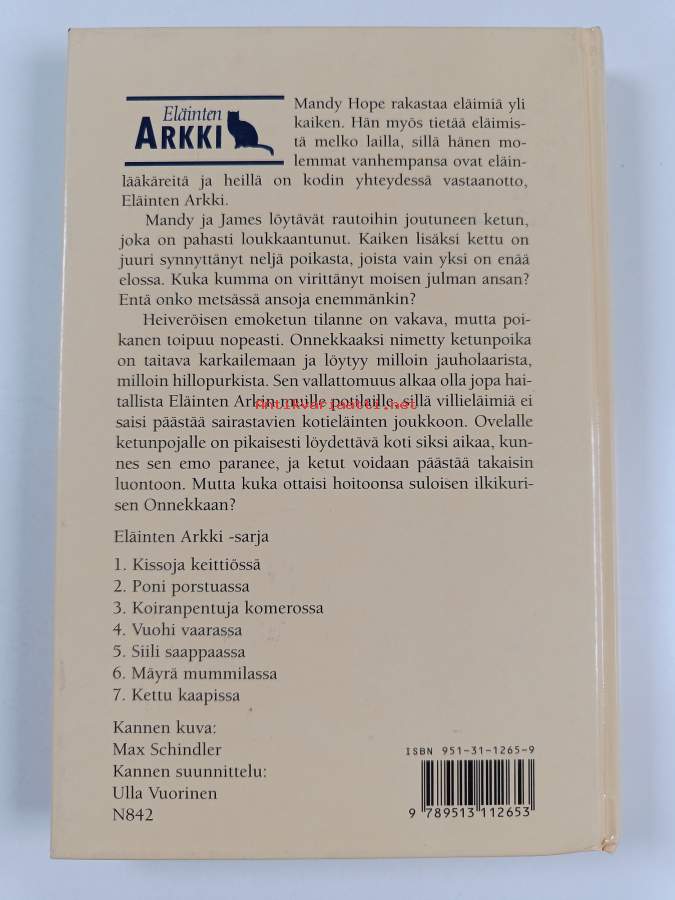 Eläinten
ARKKI
Mandy Hope rakastaa eläimiä yli
kaiken. Hän myös tietää eläimis-
tä melko lailla, sillä hänen mo-
lemmat vanhempansa ovat eläin-
lääkäreitä ja heillä on kodin yhteydessä vastaanotto,
Eläinten Arkki.
Mandy ja James löytävät rautoihin joutuneen ketun,
joka on pahasti loukkaantunut. Kaiken lisäksi kettu on
juuri synnyttänyt neljä poikasta, joista vain yksi on enää
elossa. Kuka kumma on virittänyt moisen julman ansan?
Entä onko metsässä ansoja enemmänkin?
Heiveröisen emoketun tilanne on vakava, mutta poi-
kanen toipuu nopeasti. Onnekkaaksi nimetty ketunpoika
on taitava karkailemaan ja löytyy milloin jauholaarista,
milloin hillopurkista. Sen vallattomuus alkaa olla jopa hai-
tallista Eläinten Arkin muille potilaille, sillä villieläimiä ei
Antikvariaatti.net
saisi päästää sairastavien kotieläinten joukkoon. Ovelalle
ketunpojalle on pikaisesti löydettävä koti siksi aikaa, kun-
nes sen emo paranee, ja ketut voidaan päästää takaisin
luontoon. Mutta kuka ottaisi hoitoonsa suloisen ilkikuri-
sen Onnekkaan?
Eläinten Arkki -sarja
1. Kissoja keittiössä
2. Poni porstuassa
3. Koiranpentuja komerossa
4. Vuohi vaarassa
5. Siili saappaassa
6. Mäyrä mummilassa
7. Kettu kaapissa
Kannen kuva:
Max Schindler
Kannen suunnittelu:
Ulla Vuorinen
N842
ISBN 951-31-1265-9
9 789513 112653